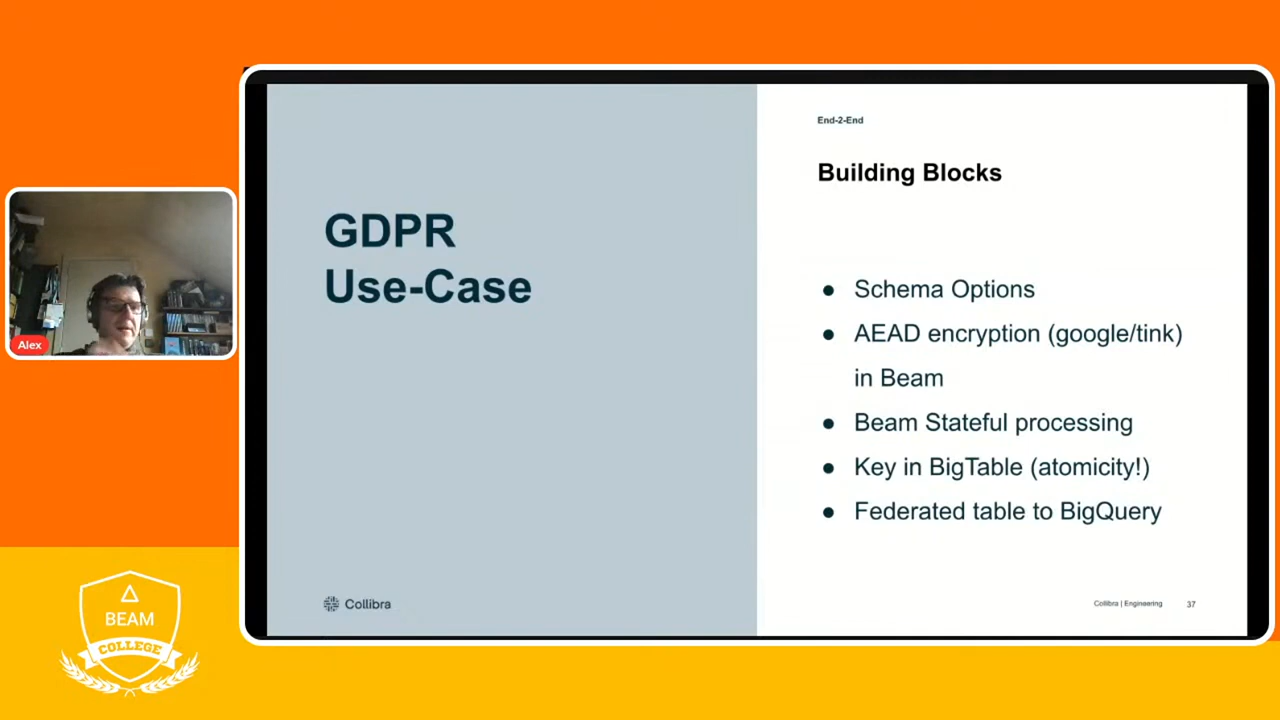 Alex
BEAM
COLLEGE
GDPR
Use-Case
Collibra
End-2-End
Building Blocks
● Schema Options
● AEAD encryption (google/tink)
in Beam
● Beam Stateful processing
● Key in BigTable (atomicity!)
● Federated table to BigQuery
Collibra | Engineering 37